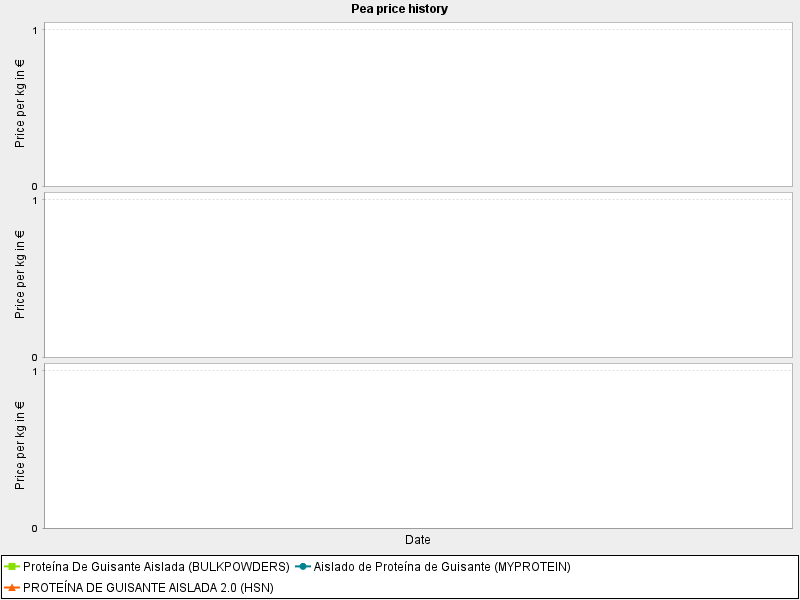 Pea price history
1
Price per kg in €
0
1
Price per kg in €
0
1
Price per kg in €
0
Date
Proteína De Guisante Aislada (BULKPOWDERS) Aislado de Proteína de Guisante (MYPROTEIN)
PROTEÍNA DE GUISANTE AISLADA 2.0 (HSN)